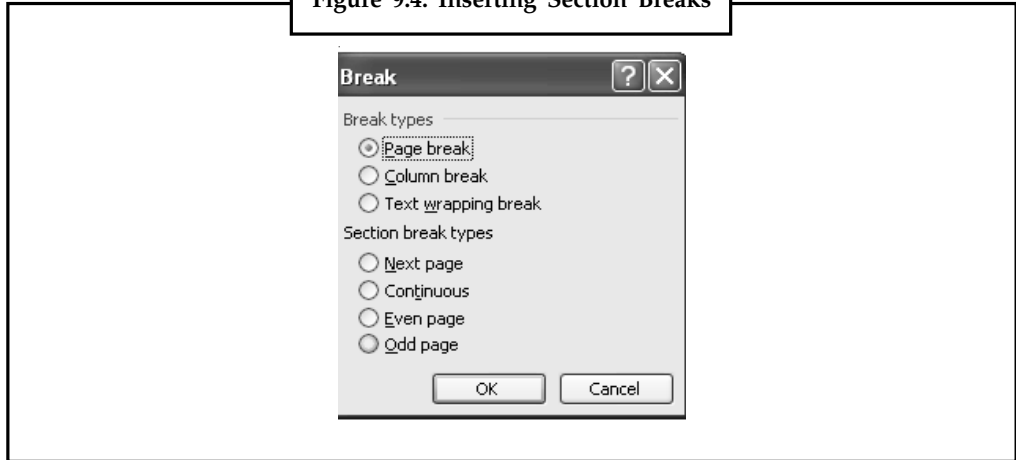 Figure 9.4: Inserting Section Breaks
Break
Break types
Page break
Column break
Text wrapping break
Section break types
Next page
Continuous
Even page
Odd page
OK
Cancel